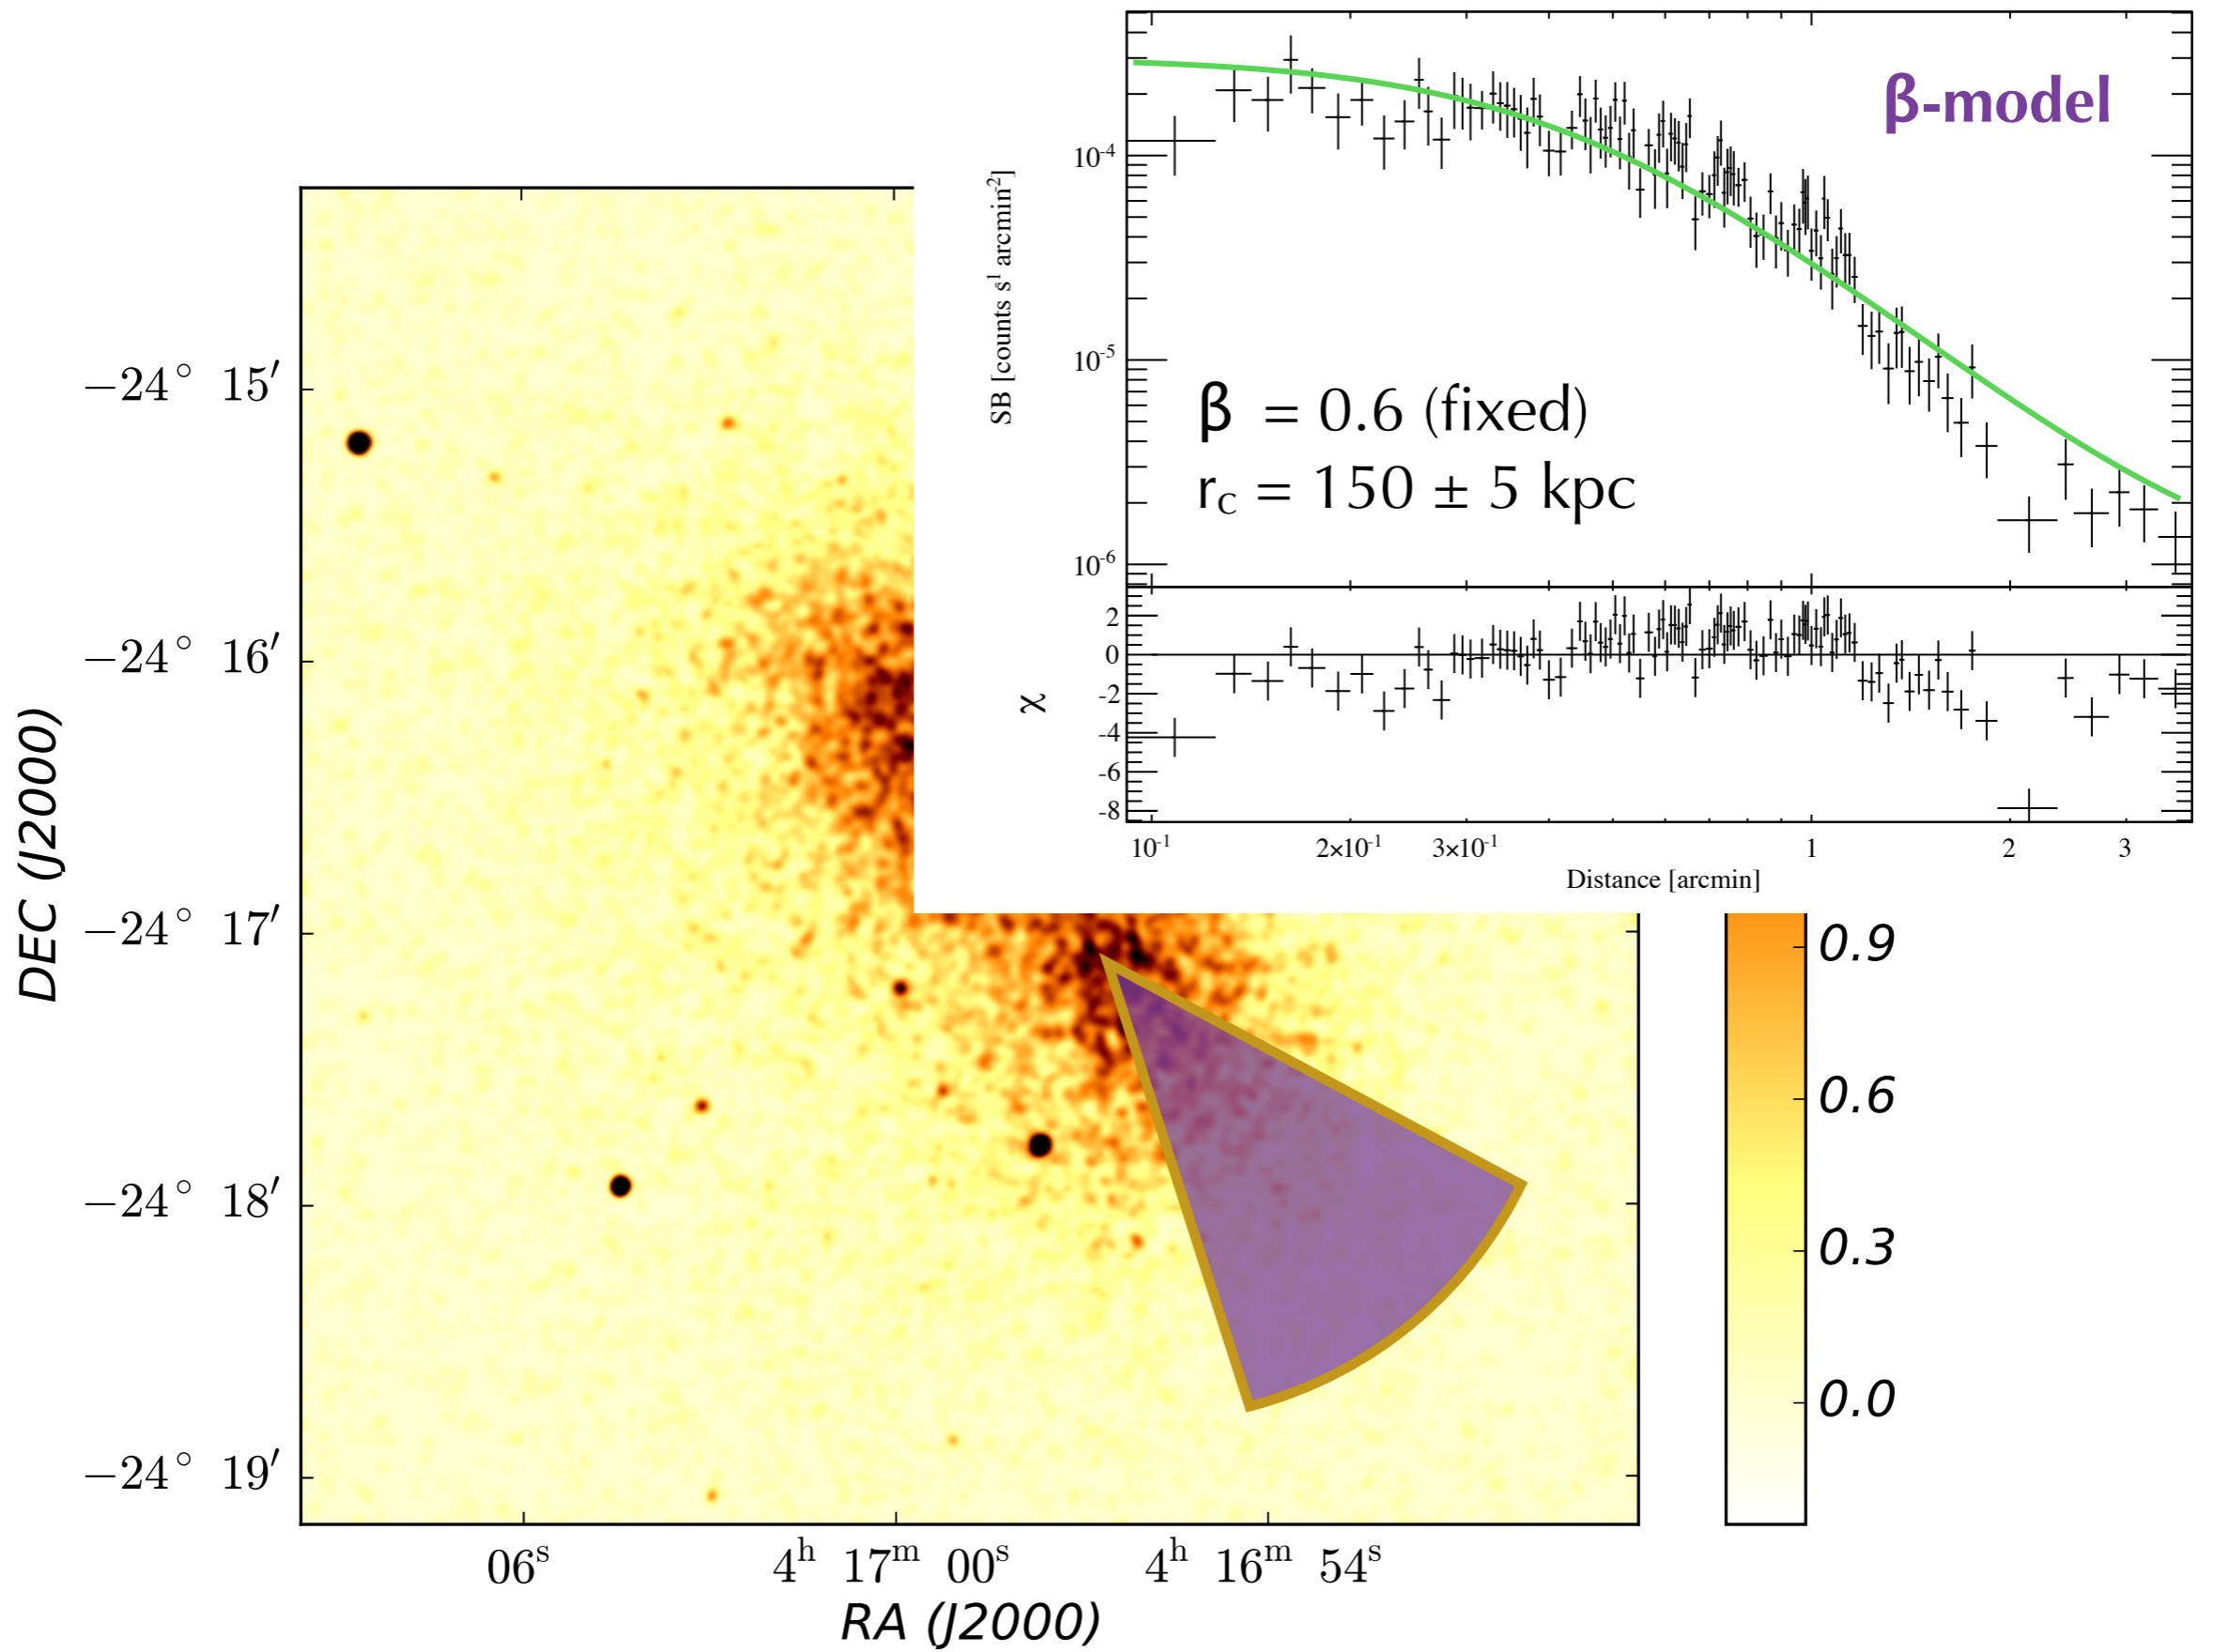 β-model
SB [counts s⁻¹ arcmin⁻²]
10⁻⁴
10⁻⁵
10⁻⁶
β = 0.6 (fixed)
r_c = 150 ± 5 kpc
χ
2
0
-2
-4
-6
-8
10⁻¹ 2×10⁻¹ 3×10⁻¹ 1 2 3
Distance [arcmin]
DEC (J2000)
−24° 15′
−24° 16′
−24° 17′
−24° 18′
−24° 19′
0.9
0.6
0.3
0.0
06ˢ 4ʰ 17ᵐ 00ˢ 4ʰ 16ᵐ 54ˢ
RA (J2000)